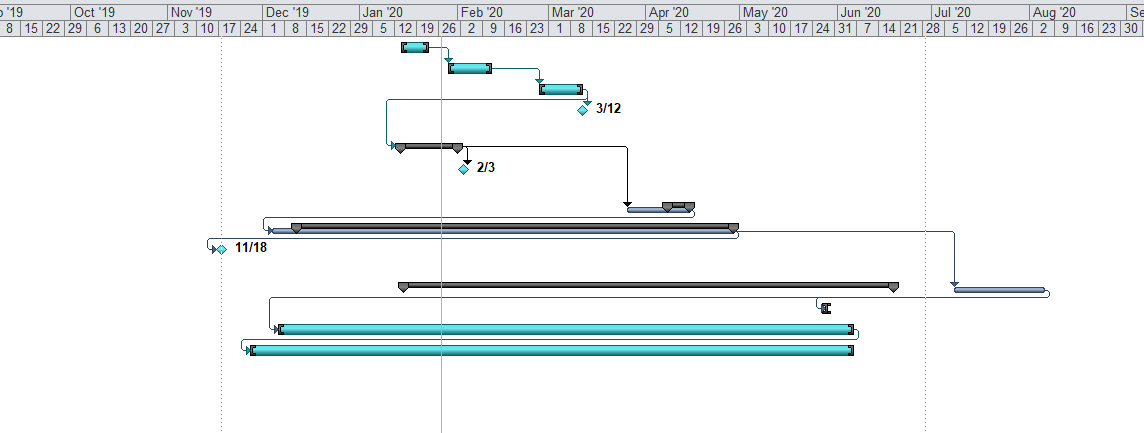 '19 Oct '19 Nov '19 Dec '19 Jan '20 Feb '20 Mar '20 Apr '20 May '20 Jun '20 Jul '20 Aug '20 Se
8 15 22 29 6 13 20 27 3 10 17 24 1 8 15 22 29 5 12 19 26 2 9 16 23 1 8 15 22 29 5 12 19 26 3 10 17 24 31 7 14 21 28 5 12 19 26 2 9 16 23 30
3/12
2/3
11/18